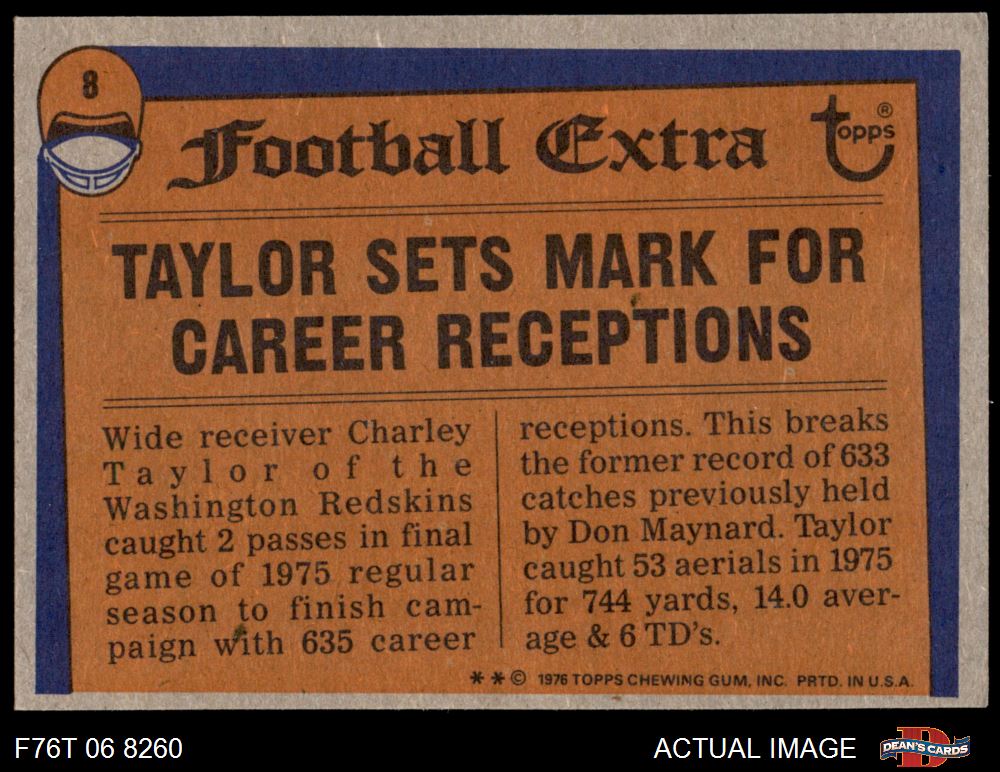 8
Football Extra
topps®
TAYLOR SETS MARK FOR
CAREER RECEPTIONS
Wide receiver Charley
Taylor of the
Washington Redskins
caught 2 passes in final
game of 1975 regular
season to finish cam-
paign with 635 career
receptions. This breaks
the former record of 633
catches previously held
by Don Maynard. Taylor
caught 53 aerials in 1975
for 744 yards, 14.0 aver-
age & 6 TD's.
**© 1976 TOPPS CHEWING GUM, INC. PRTD. IN U.S.A.
F76T 06 8260
ACTUAL IMAGE
D
DEAN'S CARDS